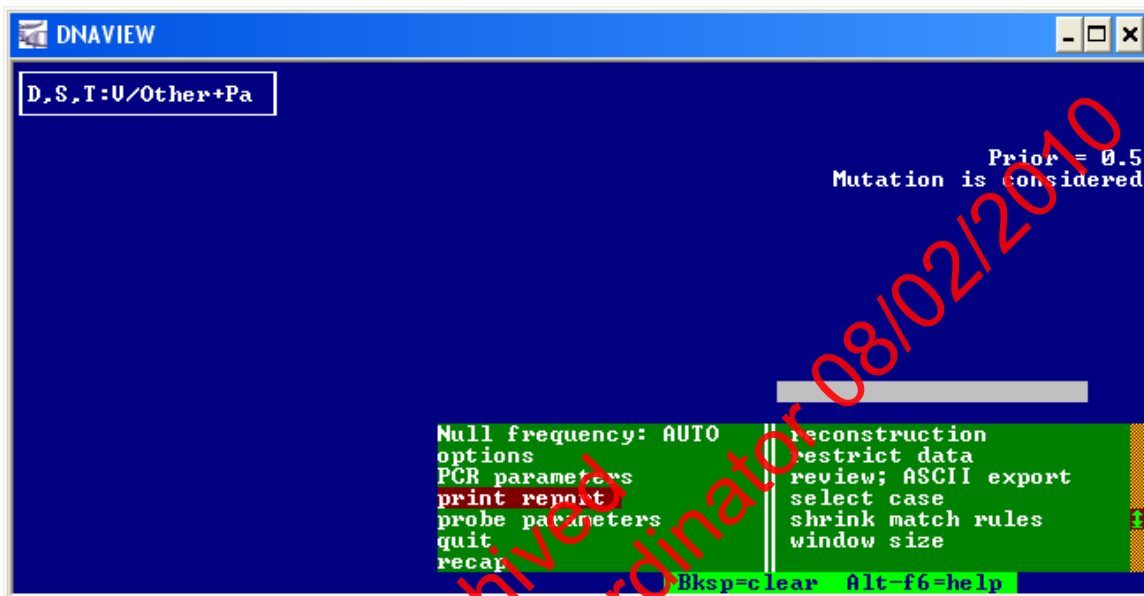 DNAVIEW
D,S,T:V/Other+Pa
Prior = 0.5
Mutation is considered
Null frequency: AUTO
options
PCR parameters
print report
probe parameters
quit
recap
reconstruction
restrict data
review; ASCII export
select case
shrink match rules
window size
Bksp=clear Alt-f6=help
hived
dinator 08/02/2010